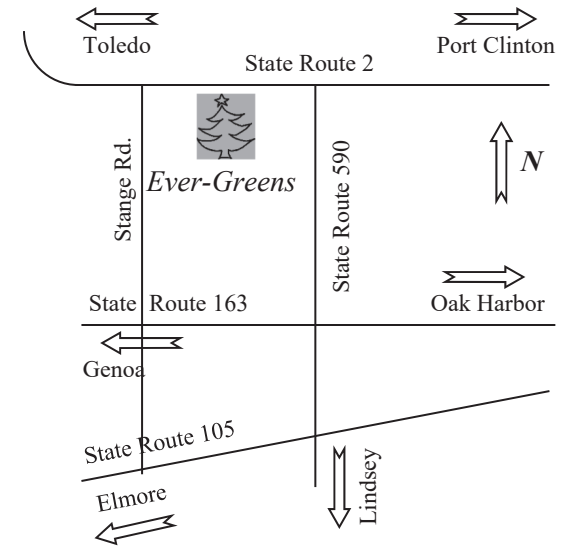 Toledo
Port Clinton
State Route 2
Stange Rd.
Ever-Greens
State Route 590
N
State Route 163
Oak Harbor
Genoa
State Route 105
Elmore
Lindsey